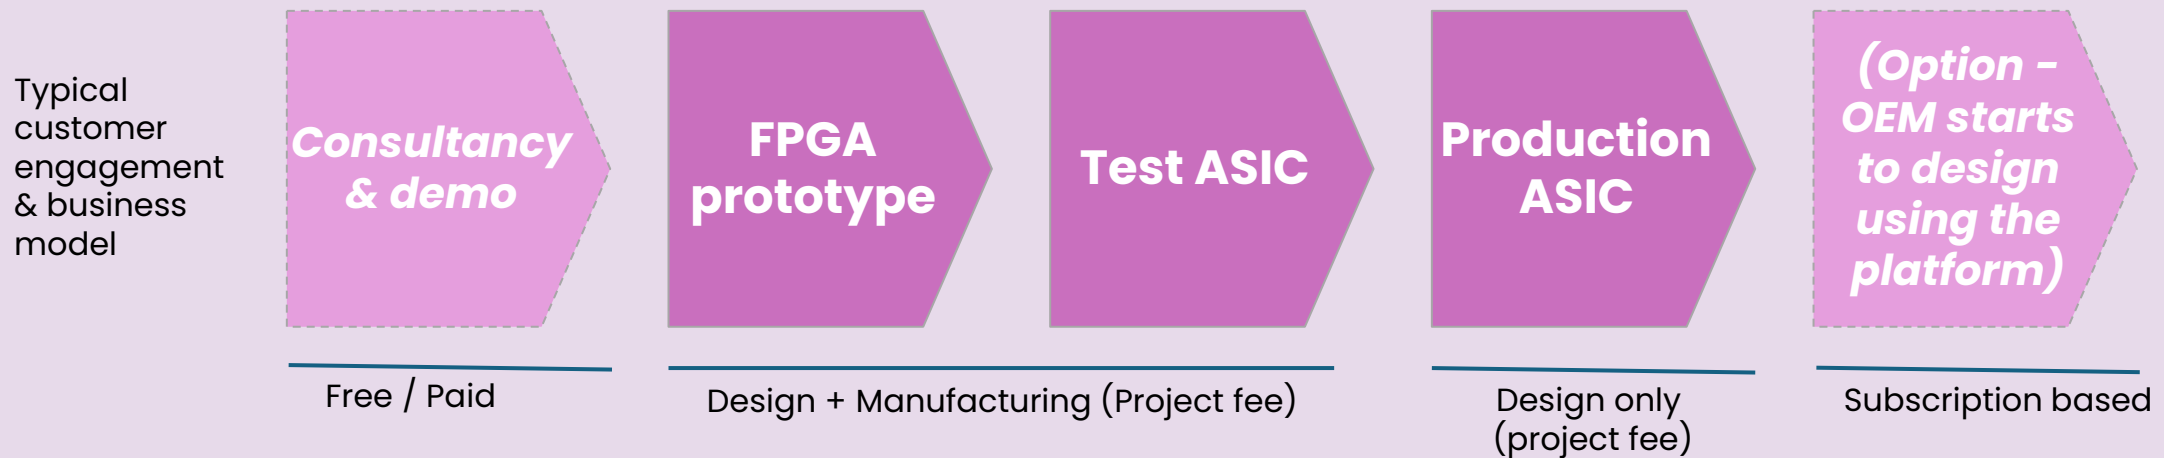 Typical
customer
engagement
& business
model
Consultancy
& demo
FPGA
prototype
Test ASIC
Production
ASIC
(Option -
OEM starts
to design
using the
platform)
Free / Paid
Design + Manufacturing (Project fee)
Design only
(project fee)
Subscription based